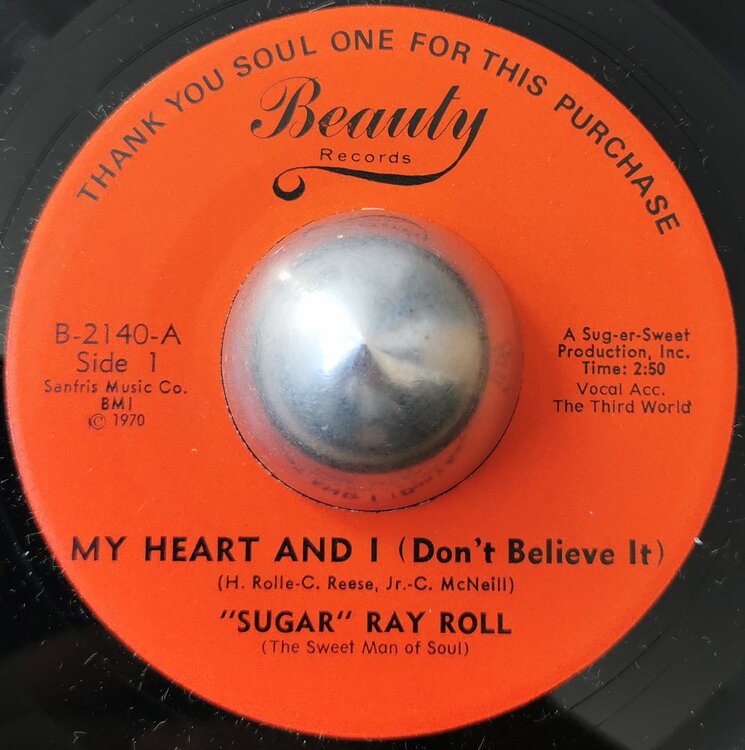 THANK YOU SOUL ONE FOR THIS PURCHASE
Beauty
Records
B-2140-A
Side 1
Sanfris Music Co.
BMI
© 1970
A Sug-er-Sweet
Production, Inc.
Time: 2:50
Vocal Acc.
The Third World
MY HEART AND I (Don't Believe It)
(H. Rolle-C. Reese, Jr.-C. McNeill)
"SUGAR" RAY ROLL
(The Sweet Man of Soul)